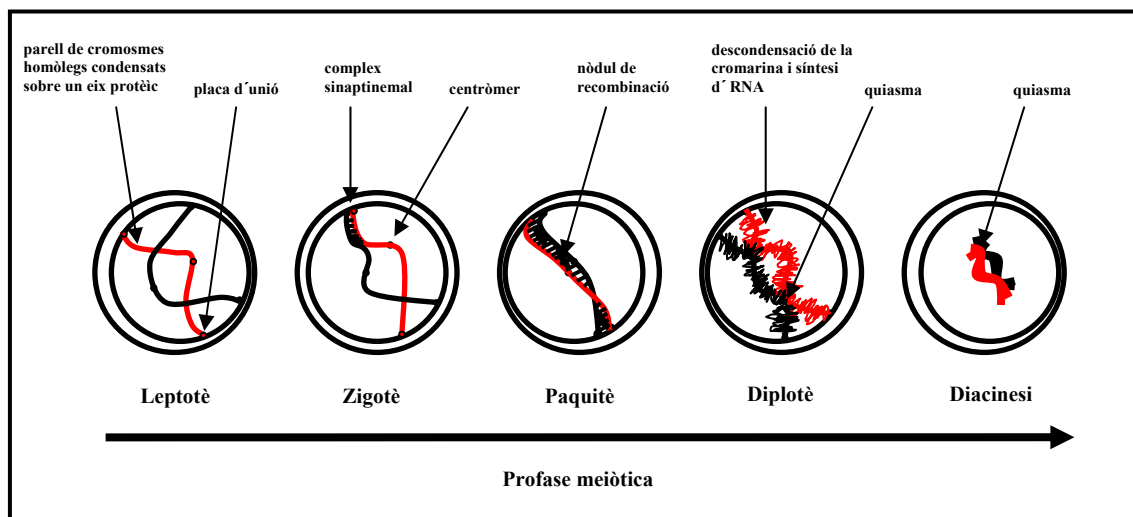 parell de cromosmes
homòlegs condensats
sobre un eix protèic
placa d´unió
complex
sinaptinemal
centròmer
nòdul de
recombinació
descondensació de la
cromarina i síntesi
d´ RNA
quiasma
quiasma
Leptotè
Zigotè
Paquitè
Diplotè
Diacinesi
Profase meiòtica